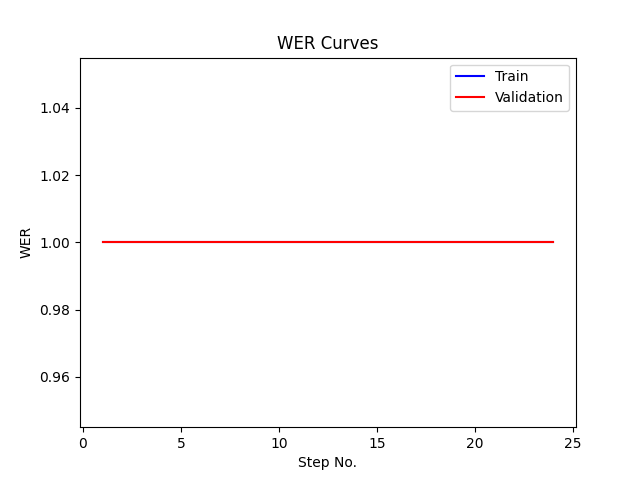 WER Curves
Train
Validation
1.04
1.02
1.00
0.98
0.96
WER
0 5 10 15 20 25
Step No.